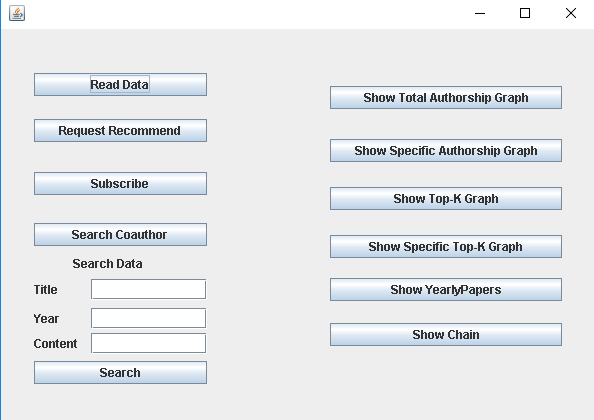 Read Data
Request Recommend
Subscribe
Search Coauthor
Search Data
Title
Year
Content
Search
Show Total Authorship Graph
Show Specific Authorship Graph
Show Top-K Graph
Show Specific Top-K Graph
Show YearlyPapers
Show Chain